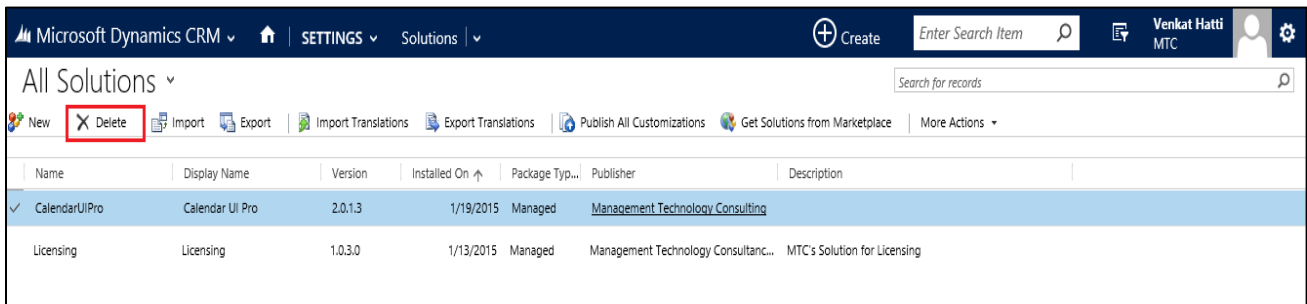 Microsoft Dynamics CRM SETTINGS Solutions Create Enter Search Item Venkat Hatti
MTC
All Solutions Search for records
New Delete Import Export Import Translations Export Translations Publish All Customizations Get Solutions from Marketplace More Actions
Name Display Name Version Installed On Package Typ... Publisher Description
CalendarUIPro Calendar UI Pro 2.0.1.3 1/19/2015 Managed Management Technology Consulting
Licensing Licensing 1.0.3.0 1/13/2015 Managed Management Technology Consultanc... MTC's Solution for Licensing